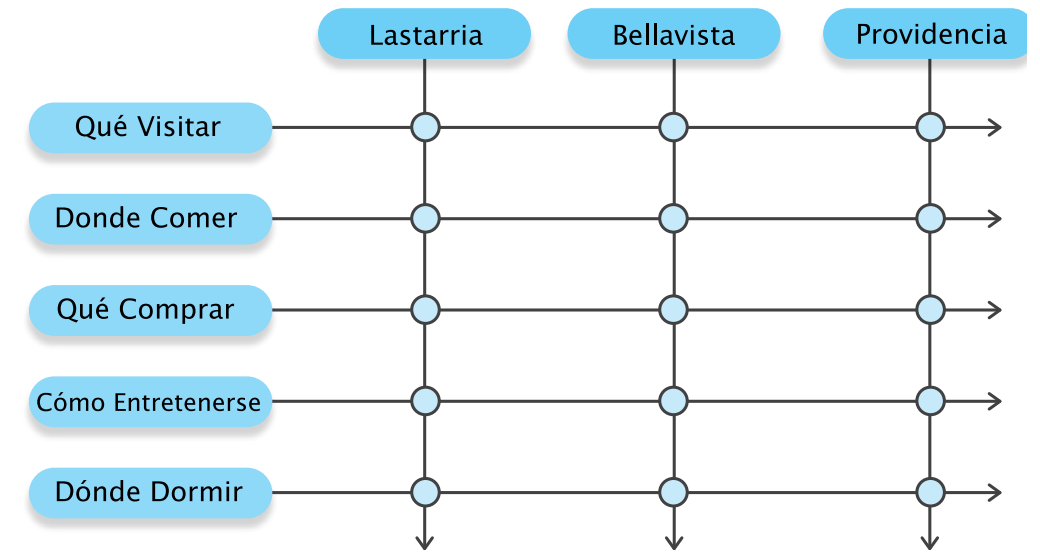 Lastarria
Bellavista
Providencia
Qué Visitar
Donde Comer
Qué Comprar
Cómo Entretenerse
Dónde Dormir